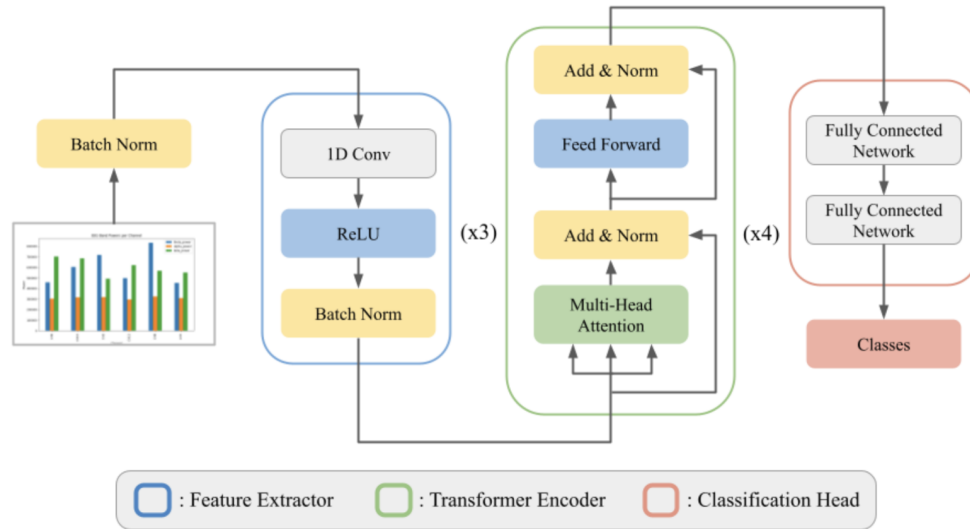 Batch Norm
1D Conv
ReLU
Batch Norm
(x3)
Add & Norm
Feed Forward
Add & Norm
Multi-Head
Attention
(x4)
Fully Connected
Network
Fully Connected
Network
Classes
: Feature Extractor
: Transformer Encoder
: Classification Head